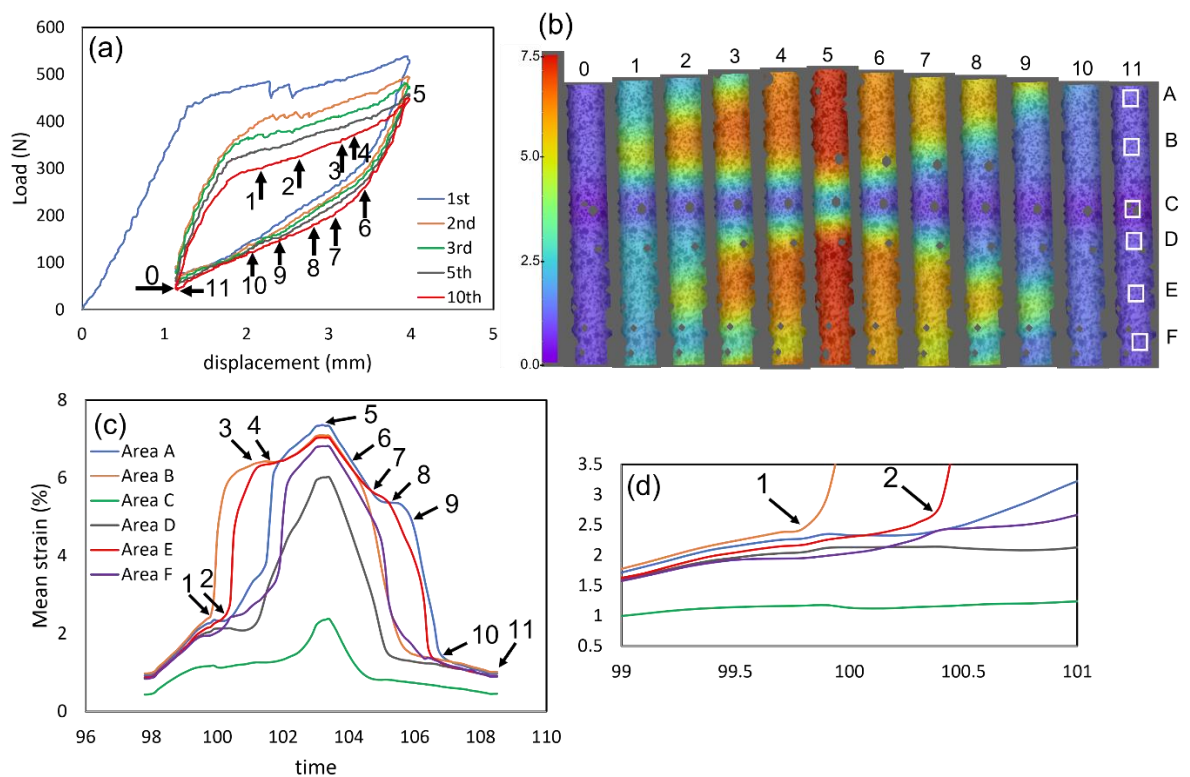 (a)
600
500
400
300
200
100
0
Load (N)
0 1 2 3 4 5
displacement (mm)
5
1 2 3 4
6
7
8
9
10
0
11
1st
2nd
3rd
5th
10th
(b)
0 1 2 3 4 5 6 7 8 9 10 11
7.5
5.0
2.5
0.0
A
B
C
D
E
F
(c)
8
6
4
2
0
Mean strain (%)
96 98 100 102 104 106 108 110
time
Area A
Area B
Area C
Area D
Area E
Area F
1 2 3 4 5 6 7 8 9 10 11
(d)
3.5
3
2.5
2
1.5
1
0.5
99 99.5 100 100.5 101
1 2